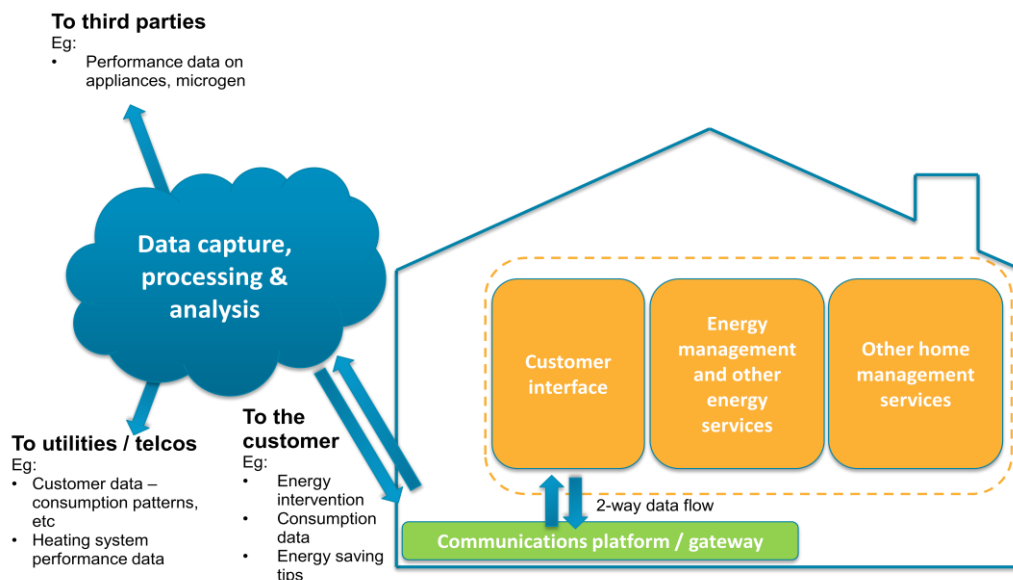 To third parties
Eg:
• Performance data on
appliances, microgen
Data capture,
processing &
analysis
To utilities / telcos
Eg:
• Customer data –
consumption patterns,
etc
• Heating system
performance data
To the
customer
Eg:
• Energy
intervention
• Consumption
data
• Energy saving
tips
Customer
interface
Energy
management
and other
energy
services
Other home
management
services
2-way data flow
Communications platform / gateway